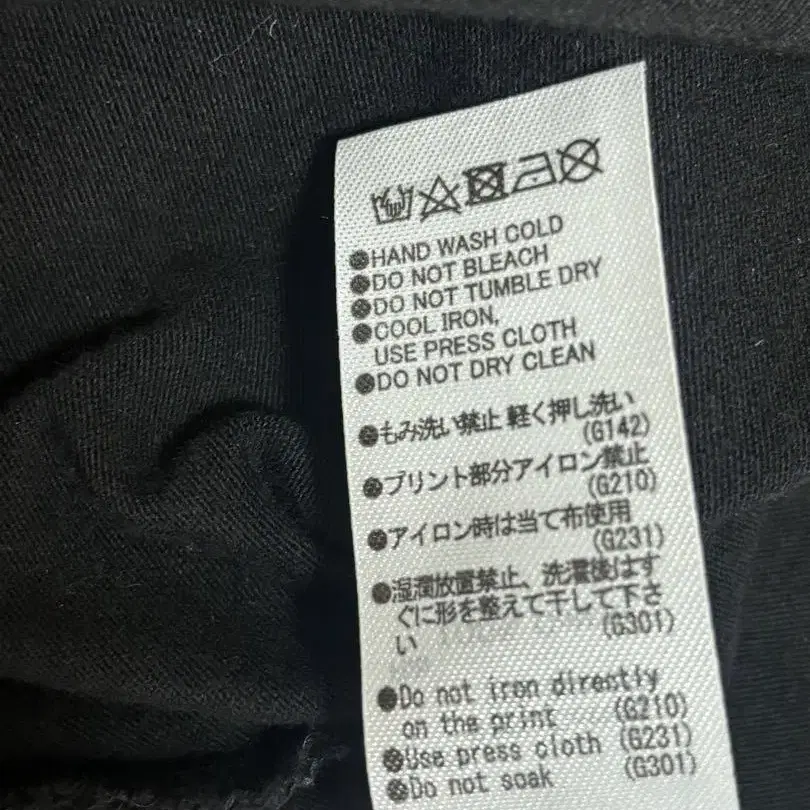 ●HAND WASH COLD
●DO NOT BLEACH
●DO NOT TUMBLE DRY
●COOL IRON,
USE PRESS CLOTH
●DO NOT DRY CLEAN
●もみ洗い禁止 軽く押し洗い
(G142)
●プリント部分アイロン禁止
(G210)
●アイロン時は当て布使用
(G231)
●湿潤放置禁止、洗濯後はす
ぐに形を整えて干して下さ
い (G301)
●Do not iron directly
on the print (G210)
●Use press cloth (G231)
●Do not soak (G301)